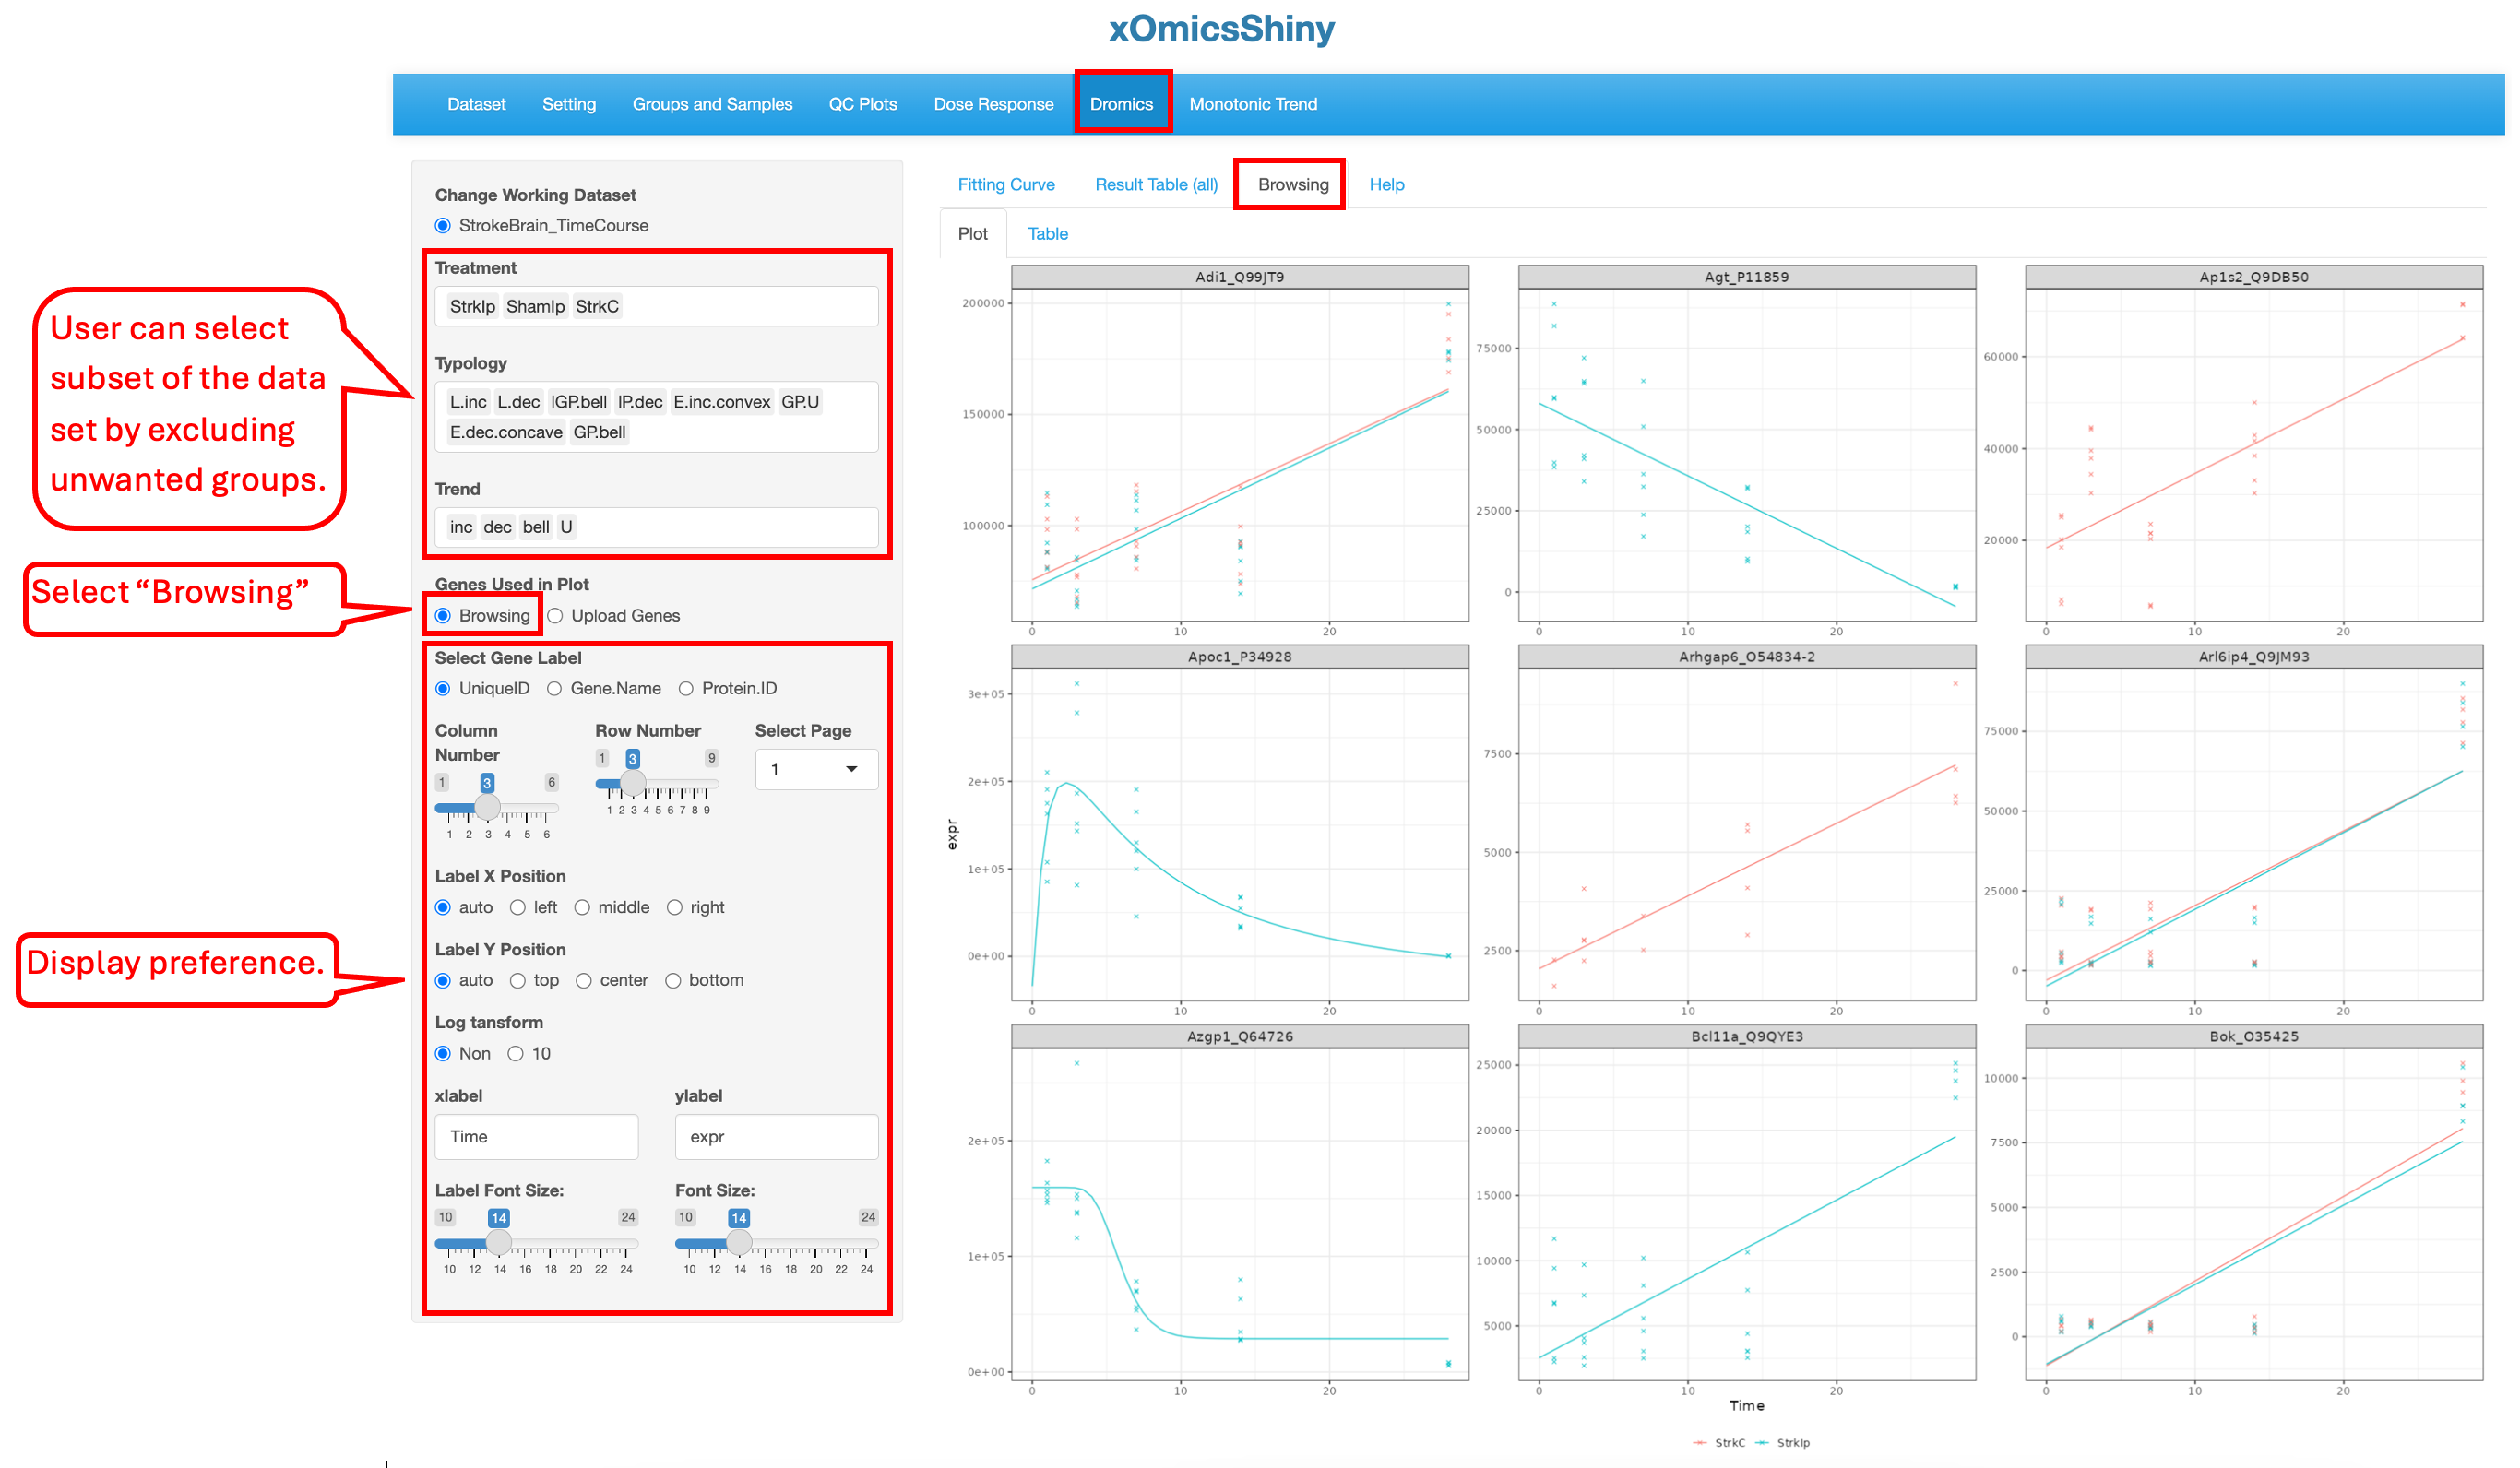 xOmicsShiny
Dataset Setting Groups and Samples QC Plots Dose Response Dromics Monotonic Trend
Change Working Dataset
StrokeBrain_TimeCourse
Treatment
StrkIp ShamIp StrkC
Typology
L.inc L.dec lGP.bell lP.dec E.inc.convex GP.U
E.dec.concave GP.bell
Trend
inc dec bell U
Genes Used in Plot
Browsing Upload Genes
Select Gene Label
UniqueID Gene.Name Protein.ID
Column
Number
1 3 6
1 2 3 4 5 6
Row Number
1 3 9
1 2 3 4 5 6 7 8 9
Select Page
1
Label X Position
auto left middle right
Label Y Position
auto top center bottom
Log tansform
Non 10
xlabel
Time
ylabel
expr
Label Font Size:
10 14 24
10 12 14 16 18 20 22 24
Font Size:
10 14 24
10 12 14 16 18 20 22 24
User can select
subset of the data
set by excluding
unwanted groups.
Select “Browsing”
Display preference.
Fitting Curve Result Table (all) Browsing Help
Plot Table
Adi1_Q99JT9
200000
150000
100000
0 10 20
Agt_P11859
75000
50000
25000
0
0 10 20
Ap1s2_Q9DB50
60000
40000
20000
0 10 20
Apoc1_P34928
3e+05
2e+05
1e+05
0e+00
0 10 20
Arhgap6_O54834-2
7500
5000
2500
0 10 20
Arl6ip4_Q9JM93
75000
50000
25000
0
0 10 20
Azgp1_Q64726
2e+05
1e+05
0e+00
0 10 20
Bcl11a_Q9QYE3
25000
20000
15000
10000
5000
0 10 20
Bok_O35425
10000
7500
5000
2500
0
0 10 20
expr
Time
StrkC StrkIp